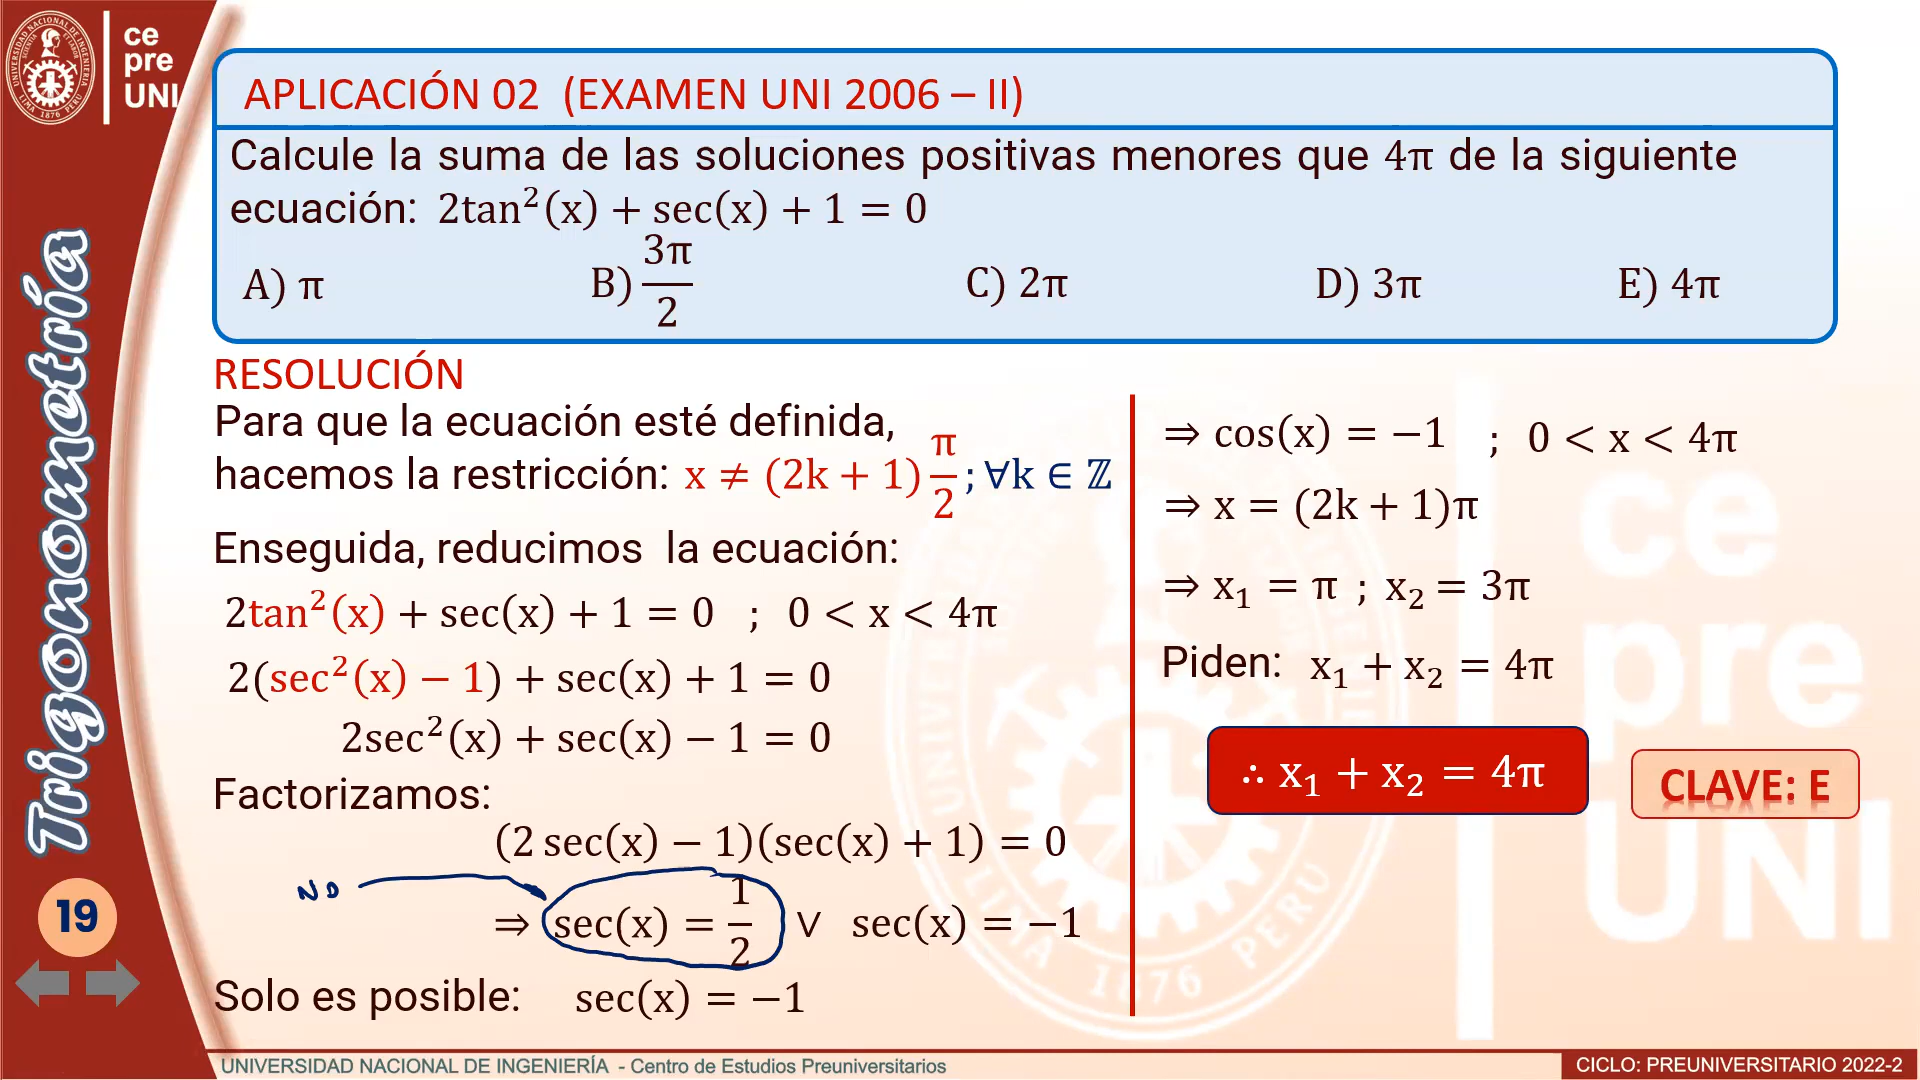 ce
pre
UNI
APLICACIÓN 02 (EXAMEN UNI 2006 – II)
Calcule la suma de las soluciones positivas menores que 4π de la siguiente
ecuación: 2tan²(x) + sec(x) + 1 = 0
A) π B) 3π/2 C) 2π D) 3π E) 4π
Trigonometría
RESOLUCIÓN
Para que la ecuación esté definida,
hacemos la restricción: x ≠ (2k + 1) π/2 ; ∀k ∈ ℤ
Enseguida, reducimos la ecuación:
2tan²(x) + sec(x) + 1 = 0 ; 0 < x < 4π
2(sec²(x) − 1) + sec(x) + 1 = 0
2sec²(x) + sec(x) − 1 = 0
Factorizamos:
(2 sec(x) − 1)(sec(x) + 1) = 0
NO
⇒ sec(x) = 1/2 ∨ sec(x) = −1
Solo es posible: sec(x) = −1
⇒ cos(x) = −1 ; 0 < x < 4π
⇒ x = (2k + 1)π
⇒ x₁ = π ; x₂ = 3π
Piden: x₁ + x₂ = 4π
∴ x₁ + x₂ = 4π
CLAVE: E
19
ce
pre
UNI
UNIVERSIDAD NACIONAL DE INGENIERÍA - Centro de Estudios Preuniversitarios
CICLO: PREUNIVERSITARIO 2022-2